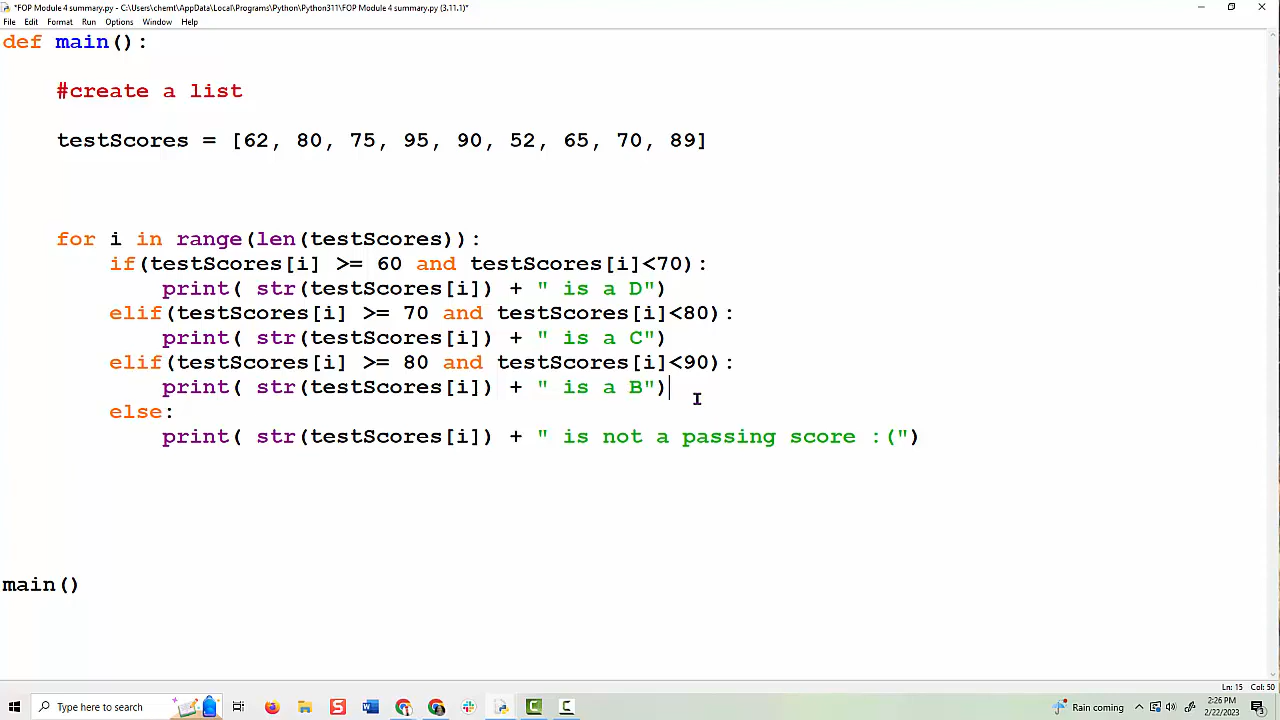 *FOP Module 4 summary.py - C:\Users\chemt\AppData\Local\Programs\Python\Python311\FOP Module 4 summary.py (3.11.1)*
File Edit Format Run Options Window Help
def main():
    #create a list
    testScores = [62, 80, 75, 95, 90, 52, 65, 70, 89]
    for i in range(len(testScores)):
        if(testScores[i] >= 60 and testScores[i]<70):
            print( str(testScores[i]) + " is a D")
        elif(testScores[i] >= 70 and testScores[i]<80):
            print( str(testScores[i]) + " is a C")
        elif(testScores[i] >= 80 and testScores[i]<90):
            print( str(testScores[i]) + " is a B")
        else:
            print( str(testScores[i]) + " is not a passing score :(")
main()
Ln: 15 Col: 50
Type here to search
Rain coming
2:26 PM
2/22/2023